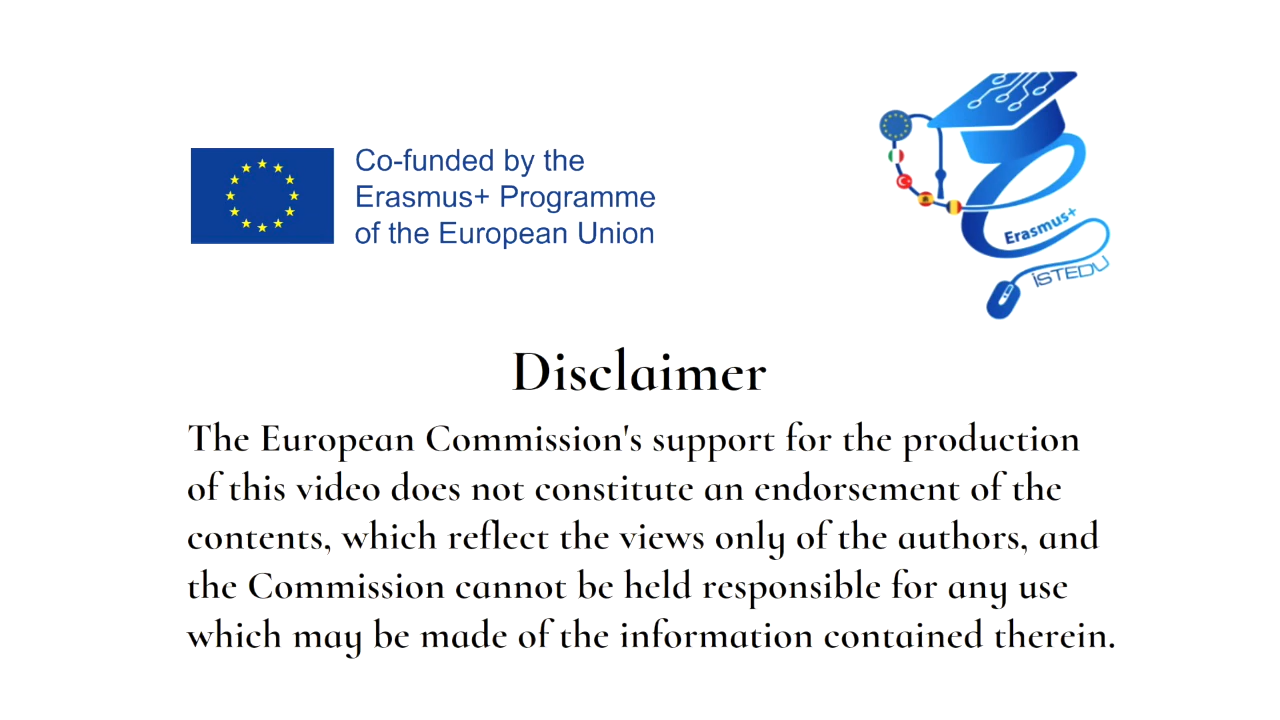 Co-funded by the
Erasmus+ Programme
of the European Union
Erasmus+
iSTEDU
Disclaimer
The European Commission's support for the production
of this video does not constitute an endorsement of the
contents, which reflect the views only of the authors, and
the Commission cannot be held responsible for any use
which may be made of the information contained therein.